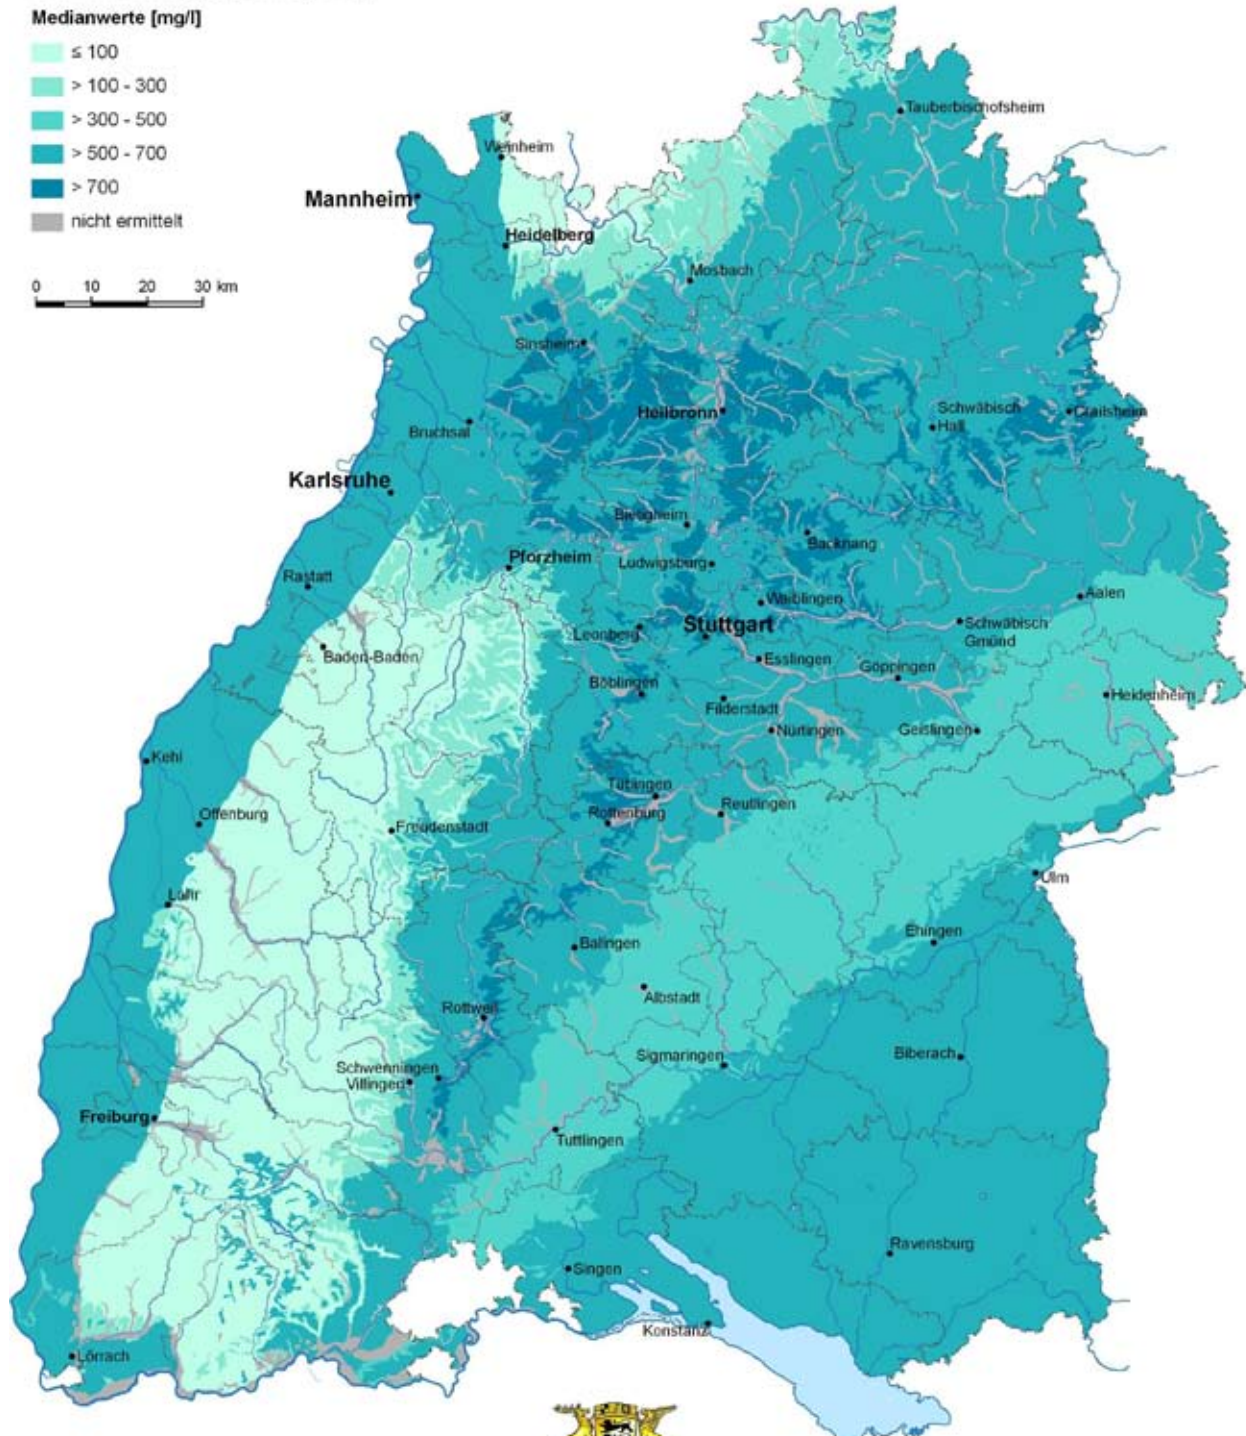 Medianwerte [mg/l]
≤ 100
> 100 - 300
> 300 - 500
> 500 - 700
> 700
nicht ermittelt
0 10 20 30 km
Tauberbischofsheim
Weinheim
Mannheim
Heidelberg
Mosbach
Sinsheim
Heilbronn
Schwäbisch
Hall
Crailsheim
Bruchsal
Karlsruhe
Bietigheim
Backnang
Pforzheim
Ludwigsburg
Rastatt
Waiblingen
Aalen
Stuttgart
Schwäbisch
Gmünd
Leonberg
Baden-Baden
Esslingen
Göppingen
Böblingen
Heidenheim
Filderstadt
Nürtingen
Geislingen
Kehl
Tübingen
Reutlingen
Rottenburg
Offenburg
Freudenstadt
Ulm
Lahr
Ehingen
Balingen
Albstadt
Rottweil
Sigmaringen
Biberach
Schwenningen
Villingen
Freiburg
Tuttlingen
Ravensburg
Singen
Konstanz
Lörrach